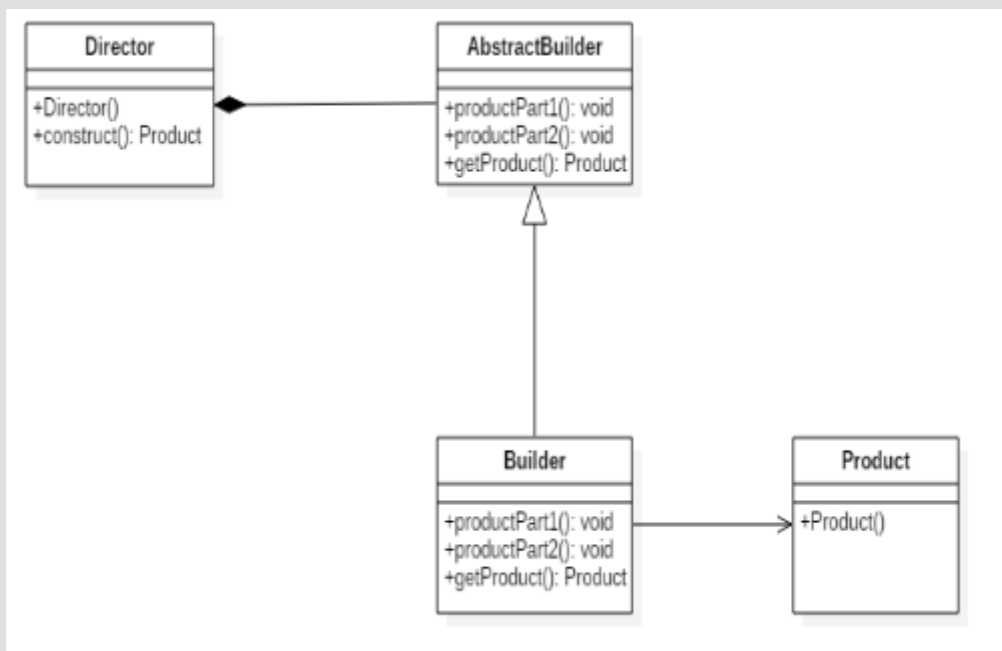 Director
+Director()
+construct(): Product
AbstractBuilder
+productPart1(): void
+productPart2(): void
+getProduct(): Product
Builder
+productPart1(): void
+productPart2(): void
+getProduct(): Product
Product
+Product()